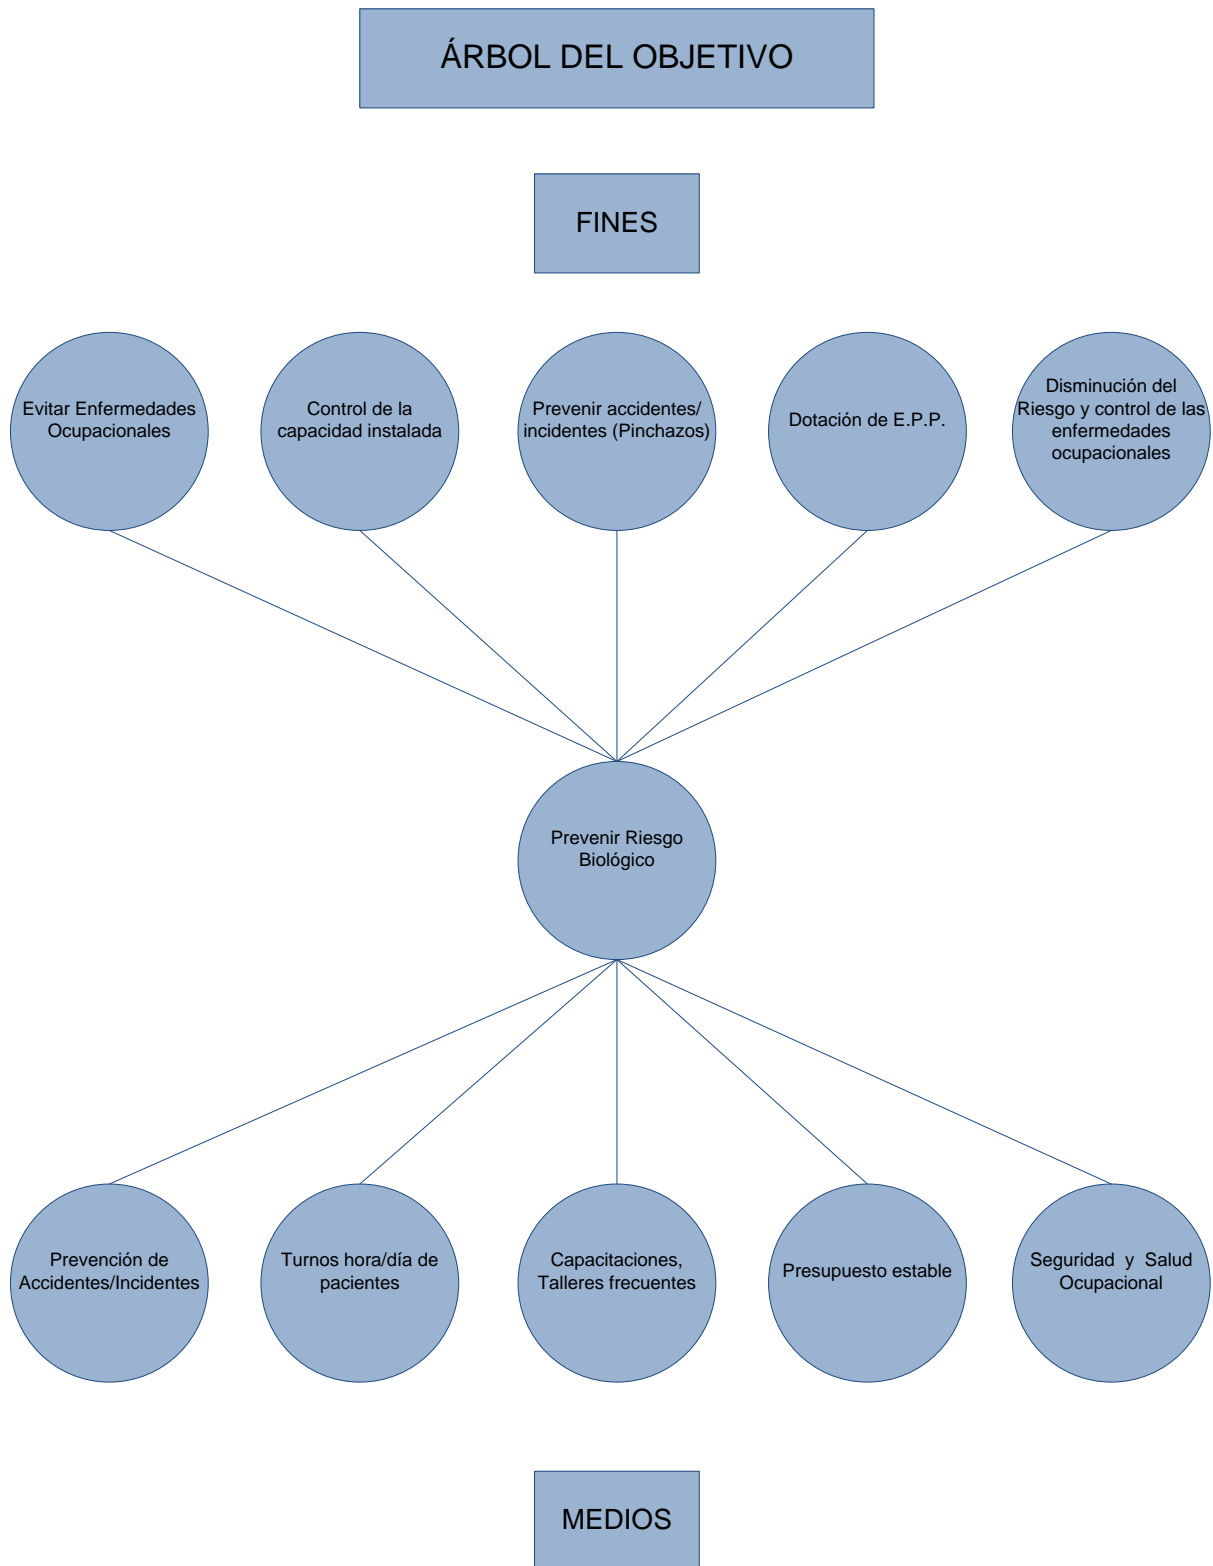 ÁRBOL DEL OBJETIVO
FINES
Evitar Enfermedades
Ocupacionales
Control de la
capacidad instalada
Prevenir accidentes/
incidentes (Pinchazos)
Dotación de E.P.P.
Disminución del
Riesgo y control de las
enfermedades
ocupacionales
Prevenir Riesgo
Biológico
Prevención de
Accidentes/Incidentes
Turnos hora/día de
pacientes
Capacitaciones,
Talleres frecuentes
Presupuesto estable
Seguridad y Salud
Ocupacional
MEDIOS